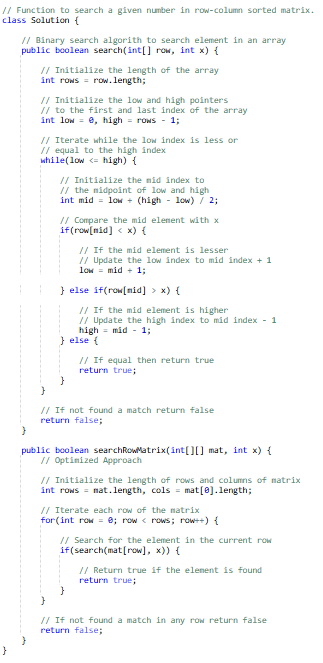 // Function to search a given number in row-column sorted matrix.
class Solution {
// Binary search algorith to search element in an array
public boolean search(int[] row, int x) {
// Initialize the length of the array
int rows = row.length;
// Initialize the low and high pointers
// to the first and last index of the array
int low = 0, high = rows - 1;
// Iterate while the low index is less or
// equal to the high index
while(low <= high) {
// Initialize the mid index to
// the midpoint of low and high
int mid = low + (high - low) / 2;
// Compare the mid element with x
if(row[mid] < x) {
// If the mid element is lesser
// Update the low index to mid index + 1
low = mid + 1;
} else if(row[mid] > x) {
// If the mid element is higher
// Update the high index to mid index - 1
high = mid - 1;
} else {
// If equal then return true
return true;
}
}
// If not found a match return false
return false;
}
public boolean searchRowMatrix(int[][] mat, int x) {
// Optimized Approach
// Initialize the length of rows and columns of matrix
int rows = mat.length, cols = mat[0].length;
// Iterate each row of the matrix
for(int row = 0; row < rows; row++) {
// Search for the element in the current row
if(search(mat[row], x)) {
// Return true if the element is found
return true;
}
}
// If not found a match in any row return false
return false;
}
}